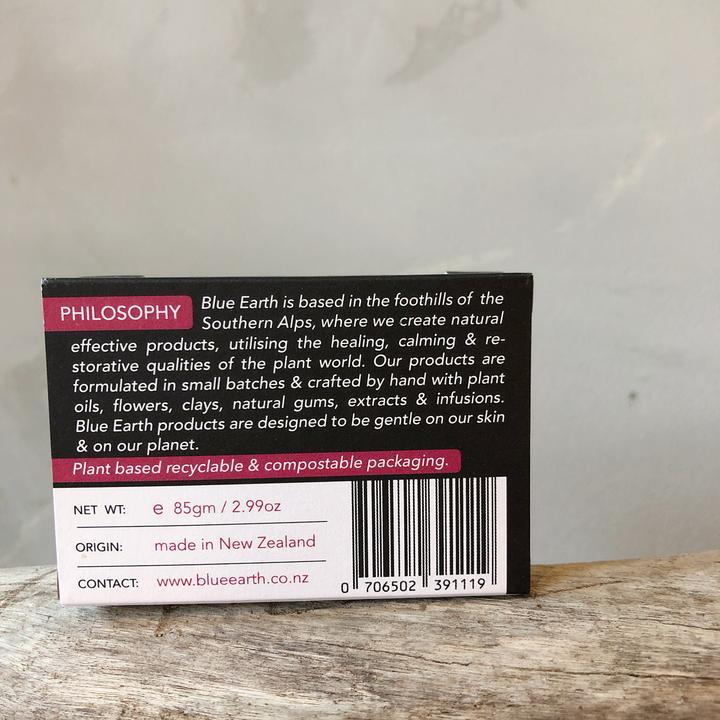 PHILOSOPHY Blue Earth is based in the foothills of the
Southern Alps, where we create natural
effective products, utilising the healing, calming & re-
storative qualities of the plant world. Our products are
formulated in small batches & crafted by hand with plant
oils, flowers, clays, natural gums, extracts & infusions.
Blue Earth products are designed to be gentle on our skin
& on our planet.
Plant based recyclable & compostable packaging.
NET WT: e 85gm / 2.99oz
ORIGIN: made in New Zealand
CONTACT: www.blueearth.co.nz
0 706502 391119